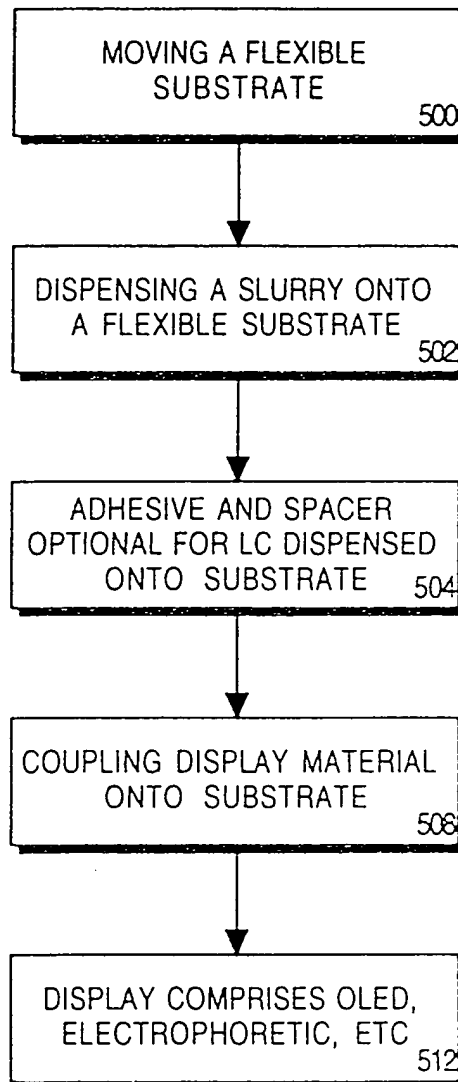 MOVING A FLEXIBLE
SUBSTRATE
500
DISPENSING A SLURRY ONTO
A FLEXIBLE SUBSTRATE
502
ADHESIVE AND SPACER
OPTIONAL FOR LC DISPENSED
ONTO SUBSTRATE
504
COUPLING DISPLAY MATERIAL
ONTO SUBSTRATE
508
DISPLAY COMPRISES OLED,
ELECTROPHORETIC, ETC
512